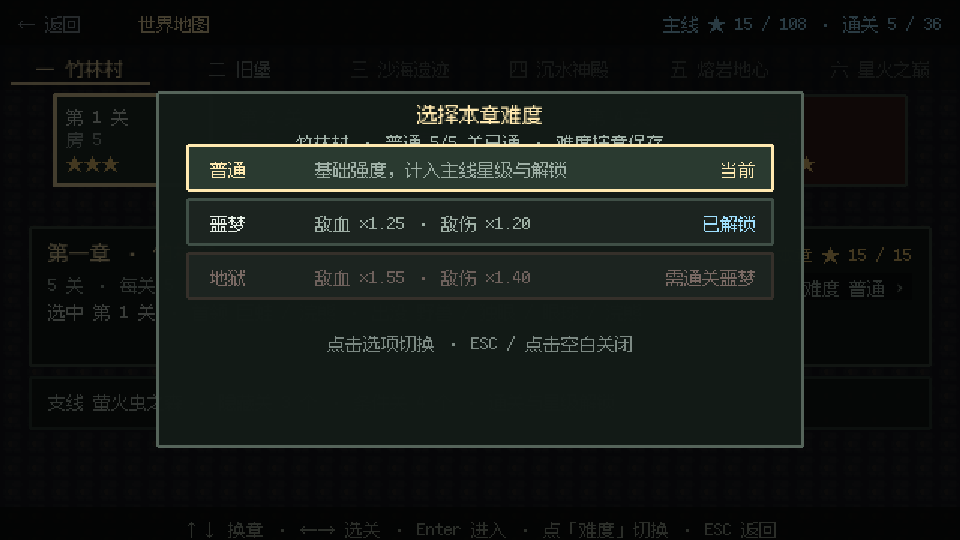 ← 返回 世界地图 主线 ★ 15 / 108 · 通关 5 / 36
一 竹林村 二 旧堡 三 沙海遗迹 四 沉水神殿 五 熔岩地心 六 星火之巅
第 1 关
房 5
★★★
选择本章难度
竹林村 · 普通 5/5 关已通 · 难度按章保存
普通 基础强度，计入主线星级与解锁 当前
噩梦 敌血 x1.25 · 敌伤 x1.20 已解锁
地狱 敌血 x1.55 · 敌伤 x1.40 需通关噩梦
点击选项切换 · ESC / 点击空白关闭
第一章 · 章 ★ 15 / 15
5 关 · 每关 难度 普通 ›
选中 第 1 关
支线 萤火虫之
↑↓ 换章 · ←→ 选关 · Enter 进入 · 点「难度」切换 · ESC 返回